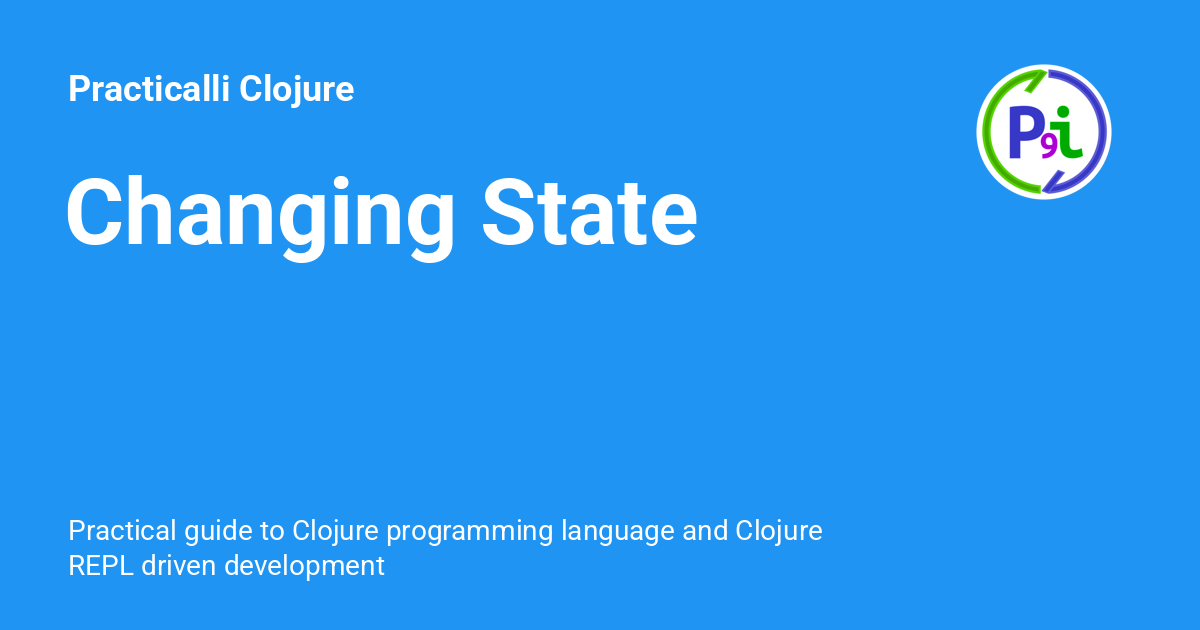 Practicalli Clojure
P9i
Changing State
Practical guide to Clojure programming language and Clojure
REPL driven development